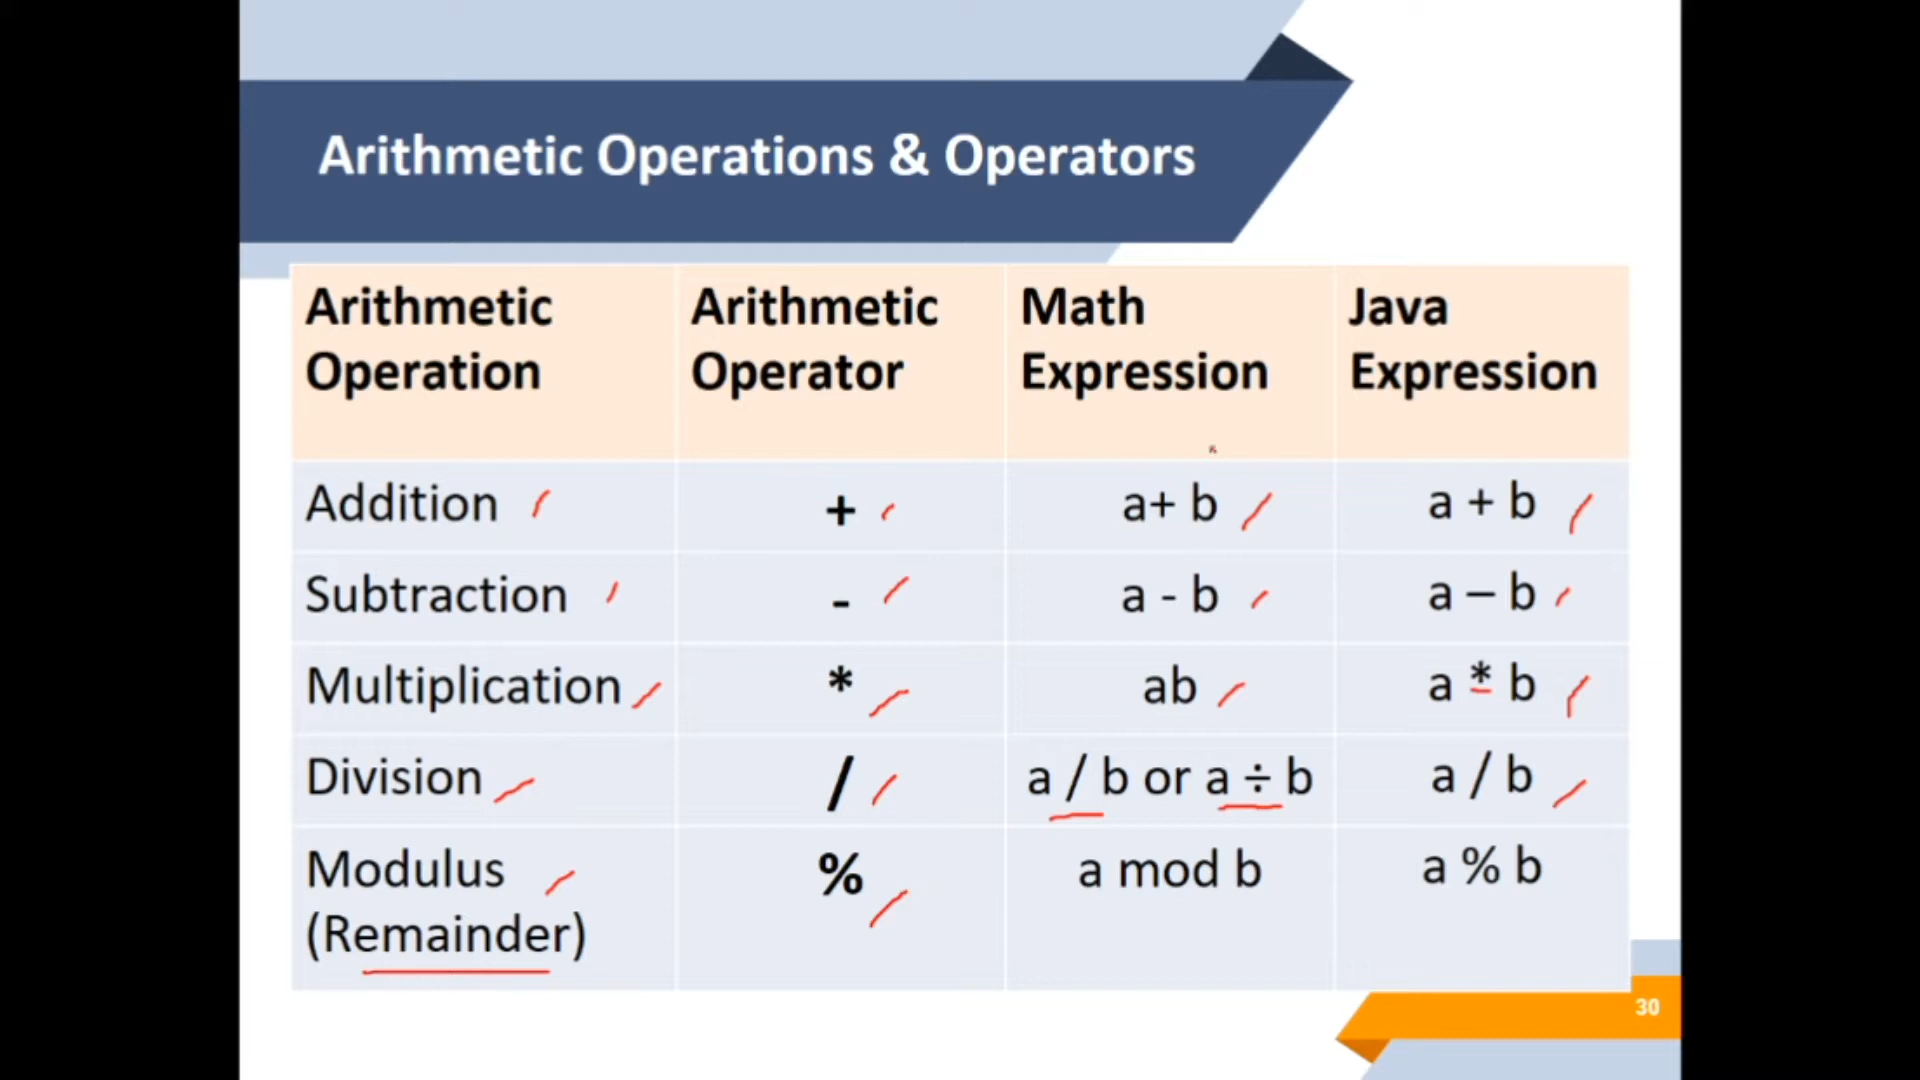 Arithmetic Operations & Operators
Arithmetic Operation
Arithmetic Operator
Math Expression
Java Expression
Addition + a+ b a + b
Subtraction - a - b a – b
Multiplication * ab a * b
Division / a / b or a ÷ b a / b
Modulus % a mod b a % b
(Remainder)
30